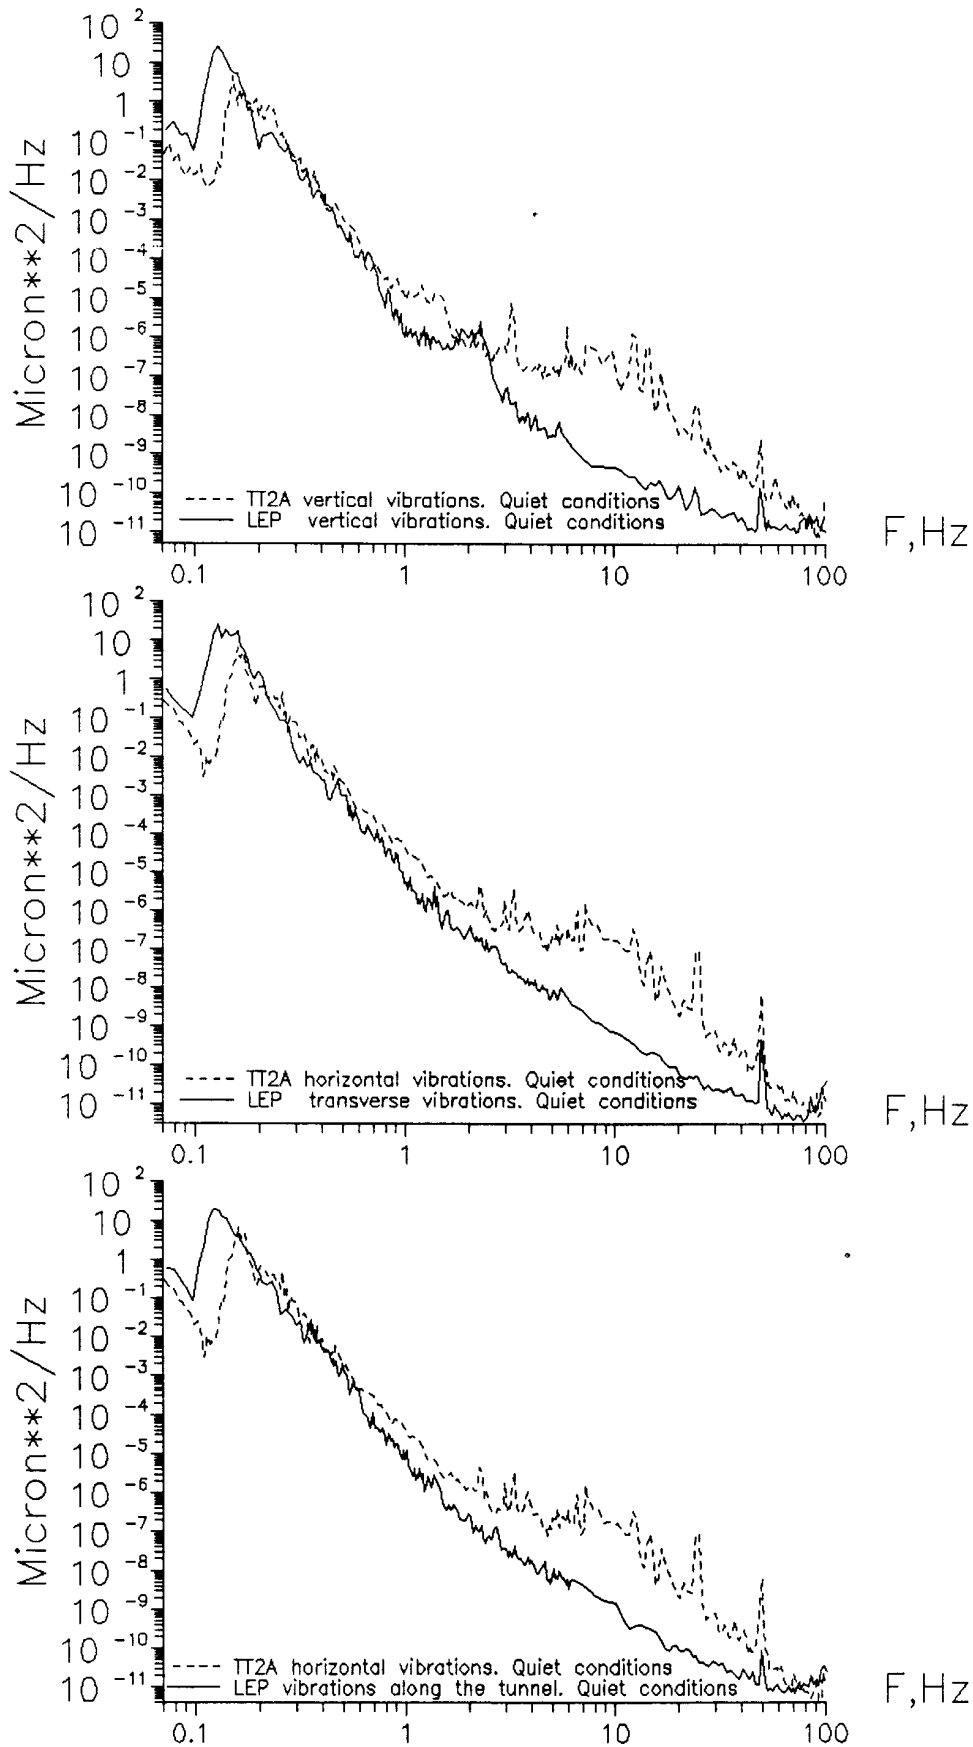 10 2
10
1
10 -1
10 -2
10 -3
10 -4
10 -5
10 -6
10 -7
10 -8
10 -9
10 -10
10 -11
Micron**2/Hz
TT2A vertical vibrations. Quiet conditions
LEP vertical vibrations. Quiet conditions
F,Hz
0.1 1 10 100
10 2
10
1
10 -1
10 -2
10 -3
10 -4
10 -5
10 -6
10 -7
10 -8
10 -9
10 -10
10 -11
Micron**2/Hz
TT2A horizontal vibrations. Quiet conditions
LEP transverse vibrations. Quiet conditions
F,Hz
0.1 1 10 100
10 2
10
1
10 -1
10 -2
10 -3
10 -4
10 -5
10 -6
10 -7
10 -8
10 -9
10 -10
10 -11
Micron**2/Hz
TT2A horizontal vibrations. Quiet conditions
LEP vibrations along the tunnel. Quiet conditions
F,Hz
0.1 1 10 100